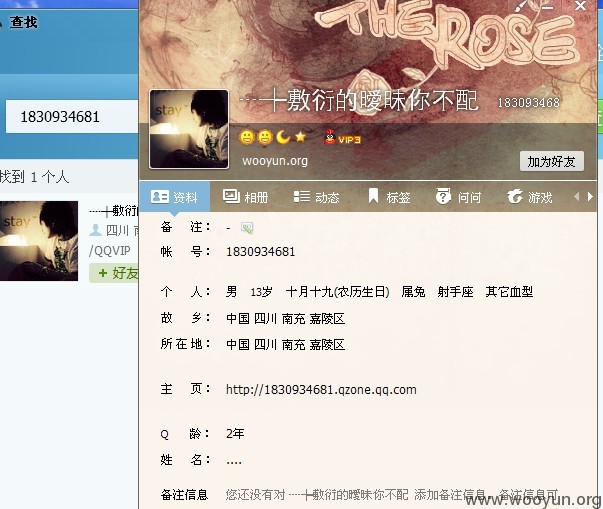 查找
THE
ROSE
┈╅敷衍的暧昧你不配 183093468
1830934681
stay
VIP3
wooyun.org
加为好友
找到 1 个人
资料 相册 动态 标签 问问 游戏
stay
┈╅敷衍
四川 南
/QQVIP
+ 好友
备 注： -
帐 号： 1830934681
个 人： 男 13岁 十月十九(农历生日) 属兔 射手座 其它血型
故 乡： 中国 四川 南充 嘉陵区
所在地： 中国 四川 南充 嘉陵区
主 页： http://1830934681.qzone.qq.com
Q 龄： 2年
姓 名： ....
备注信息 您还没有对 ┈╅敷衍的暧昧你不配 添加备注信息，备注信息可
www.wooyun.org